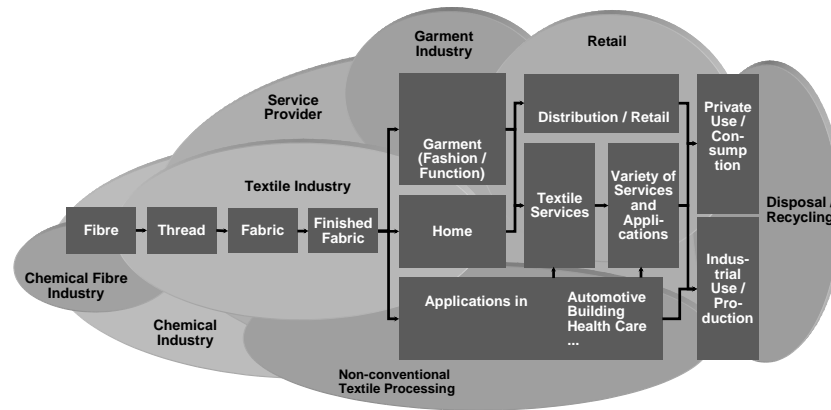 Garment
Industry
Retail
Service
Provider
Garment
(Fashion /
Function)
Distribution / Retail
Private
Use /
Con-
sump
tion
Textile Industry
Textile
Services
Variety of
Services
and
Appli-
cations
Disposal /
Recycling
Fibre
Thread
Fabric
Finished
Fabric
Home
Chemical Fibre
Industry
Applications in
Automotive
Building
Health Care
...
Indus-
trial
Use /
Pro-
duction
Chemical
Industry
Non-conventional
Textile Processing